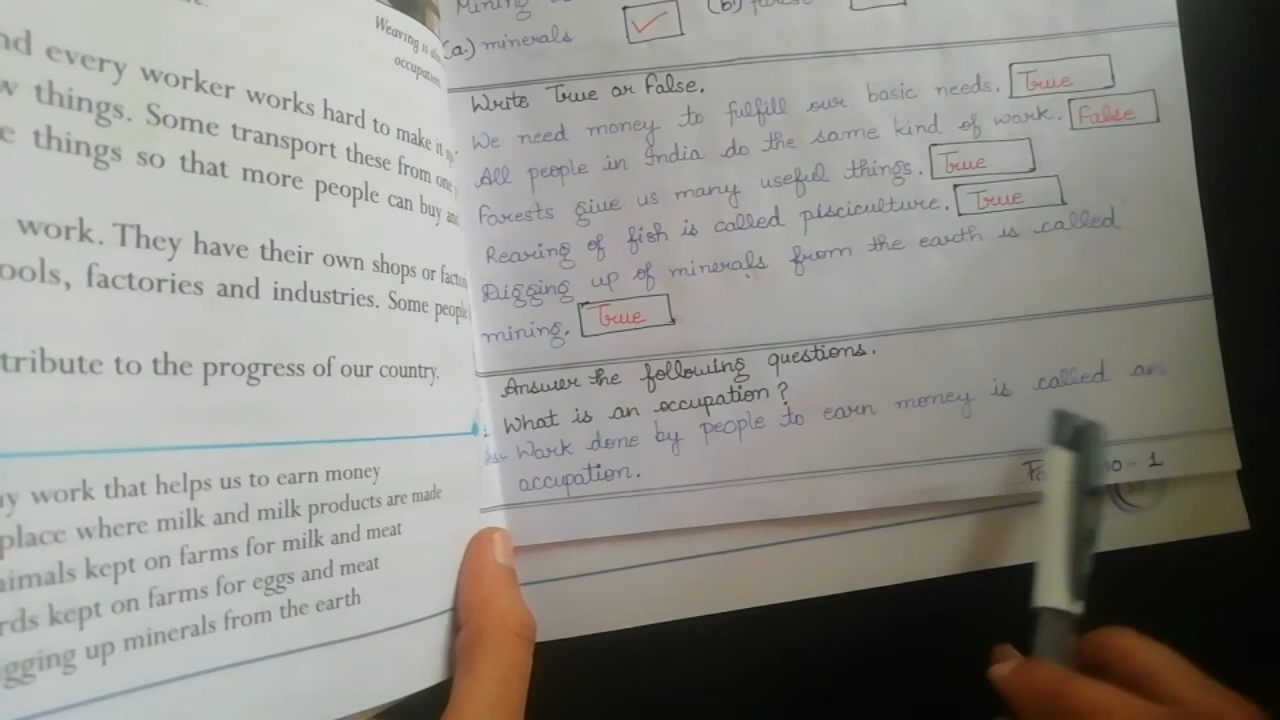 Weaving is
occupation
nd every worker works hard to make it
things. Some transport these from one
things so that more people can buy
work. They have their own shops or
ools, factories and industries. Some people
tribute to the progress of our country.
y work that helps us to earn money
place where milk and milk products are made
nimals kept on farms for milk and meat
rds kept on farms for eggs and meat
gging up minerals from the earth
Mining
(a.) minerals
(b)
Write True or False.
We need money to fulfill our basic needs. True
All people in India do the same kind of work. False
Forests give us many useful things. True
Rearing of fish is called pisciculture. True
Digging up of minerals from the earth is called
mining. True
Answer the following questions.
What is an occupation?
Work done by people to earn money is called an
occupation.
1